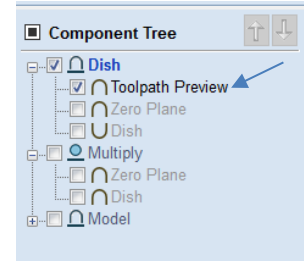 Component Tree
Dish
Toolpath Preview
Zero Plane
Dish
Multiply
Zero Plane
Dish
Model